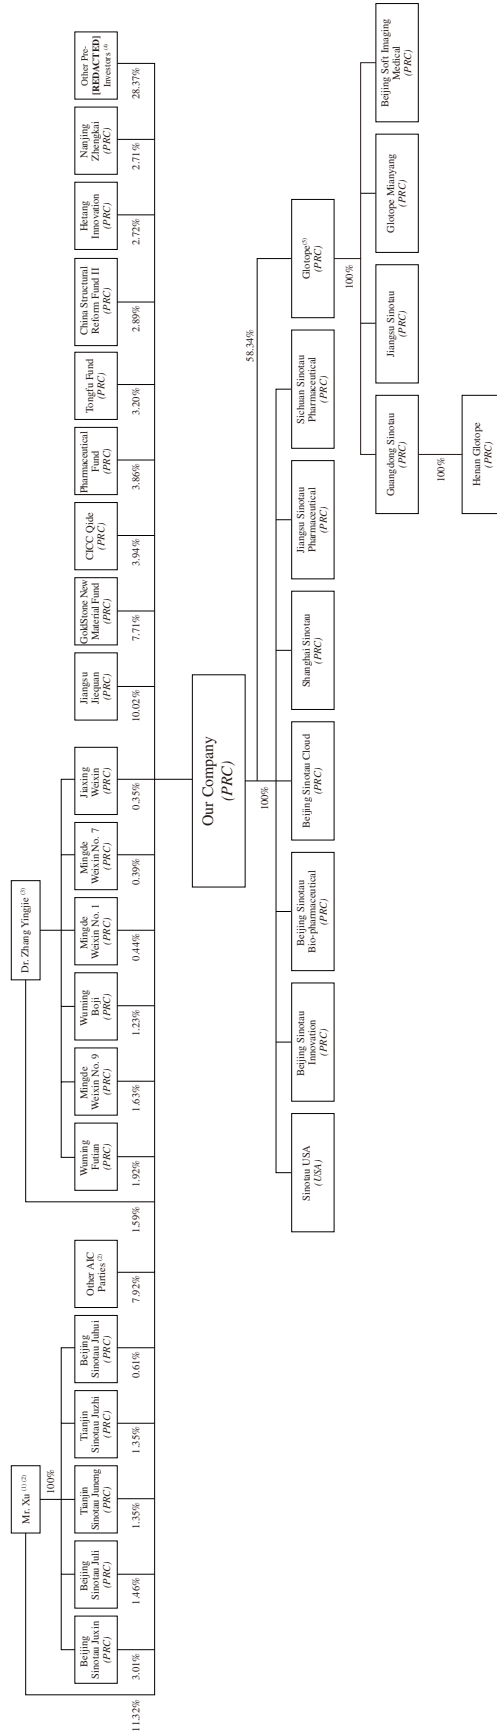 Mr. Xu (1) (2)
Dr. Zhang Yingjie (3)
100%
Beijing
Sinotau Juxin
(PRC)
Beijing
Sinotau Juli
(PRC)
Tianjin
Sinotau Juneng
(PRC)
Tianjin
Sinotau Juzhi
(PRC)
Beijing
Sinotau Juhui
(PRC)
Other AIC
Parties (2)
Wuming
Futian
(PRC)
Mingde
Weixin No. 9
(PRC)
Wuming
Boji
(PRC)
Mingde
Weixin No. 1
(PRC)
Mingde
Weixin No. 7
(PRC)
Jiaxing
Weixin
(PRC)
Jiangsu
Jiequan
(PRC)
GoldStone New
Material Fund
(PRC)
CICC Qide
(PRC)
Pharmaceutical
Fund
(PRC)
Tongfu Fund
(PRC)
China Structural
Reform Fund II
(PRC)
Hetang
Innovation
(PRC)
Nanjing
Zhengkai
(PRC)
Other Pre-
[REDACTED]
Investors (4)
11.32%
3.01%
1.46%
1.35%
1.35%
0.61%
7.92%
1.59%
1.92%
1.63%
1.23%
0.44%
0.39%
0.35%
10.02%
7.71%
3.94%
3.86%
3.20%
2.89%
2.72%
2.71%
28.37%
Our Company
(PRC)
100%
58.34%
Sinotau USA
(USA)
Beijing Sinotau
Innovation
(PRC)
Beijing Sinotau
Bio-pharmaceutical
(PRC)
Beijing Sinotau Cloud
(PRC)
Shanghai Sinotau
(PRC)
Jiangsu Sinotau
Pharmaceutical
(PRC)
Sichuan Sinotau
Pharmaceutical
(PRC)
Glotope(5)
(PRC)
100%
Guangdong Sinotau
(PRC)
Jiangsu Sinotau
(PRC)
Glotope Mianyang
(PRC)
Beijing Soft Imaging
Medical
(PRC)
100%
Henan Glotope
(PRC)